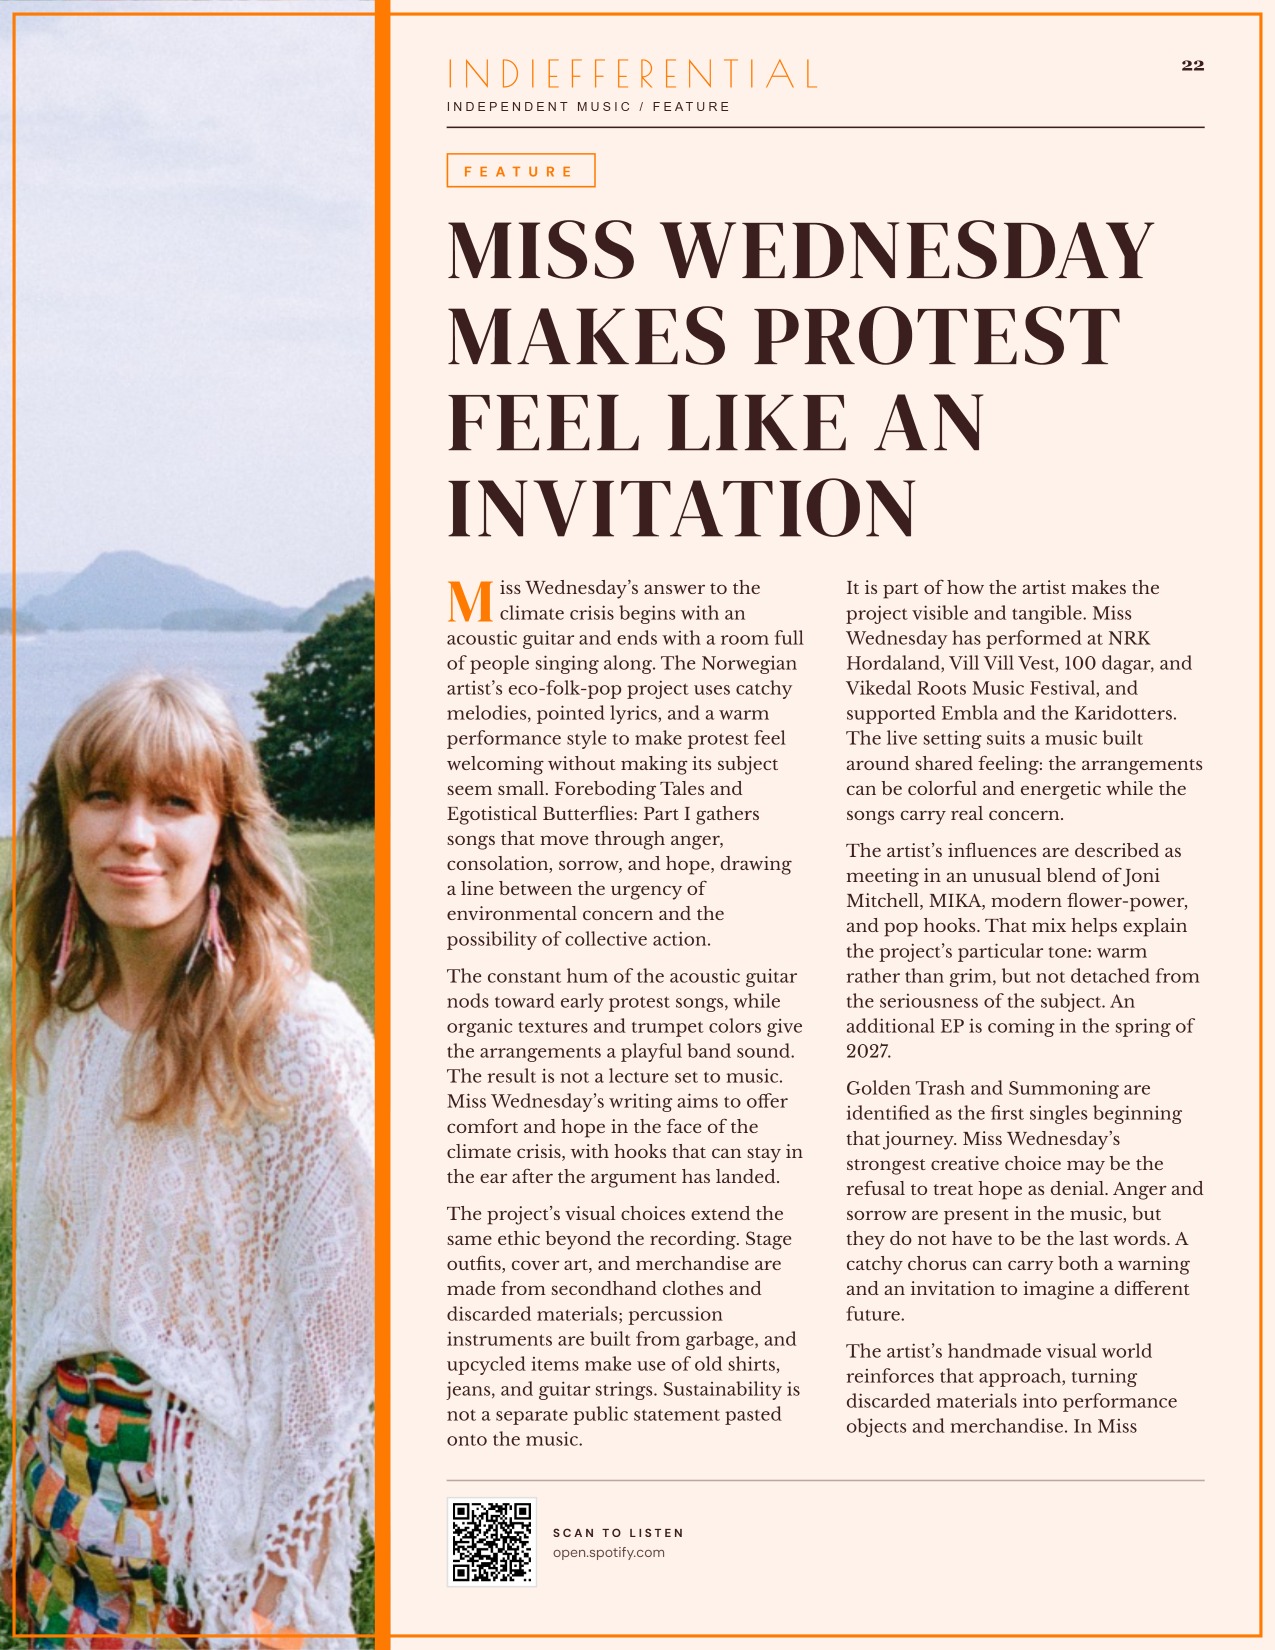 INDIEFFERENTIAL
INDEPENDENT MUSIC / FEATURE
22
FEATURE
MISS WEDNESDAY
MAKES PROTEST
FEEL LIKE AN
INVITATION
Miss Wednesday’s answer to the
climate crisis begins with an
acoustic guitar and ends with a room full
of people singing along. The Norwegian
artist’s eco-folk-pop project uses catchy
melodies, pointed lyrics, and a warm
performance style to make protest feel
welcoming without making its subject
seem small. Foreboding Tales and
Egotistical Butterflies: Part I gathers
songs that move through anger,
consolation, sorrow, and hope, drawing
a line between the urgency of
environmental concern and the
possibility of collective action.
The constant hum of the acoustic guitar
nods toward early protest songs, while
organic textures and trumpet colors give
the arrangements a playful band sound.
The result is not a lecture set to music.
Miss Wednesday’s writing aims to offer
comfort and hope in the face of the
climate crisis, with hooks that can stay in
the ear after the argument has landed.
The project’s visual choices extend the
same ethic beyond the recording. Stage
outfits, cover art, and merchandise are
made from secondhand clothes and
discarded materials; percussion
instruments are built from garbage, and
upcycled items make use of old shirts,
jeans, and guitar strings. Sustainability is
not a separate public statement pasted
onto the music.
It is part of how the artist makes the
project visible and tangible. Miss
Wednesday has performed at NRK
Hordaland, Vill Vill Vest, 100 dagar, and
Vikedal Roots Music Festival, and
supported Embla and the Karidotters.
The live setting suits a music built
around shared feeling: the arrangements
can be colorful and energetic while the
songs carry real concern.
The artist’s influences are described as
meeting in an unusual blend of Joni
Mitchell, MIKA, modern flower-power,
and pop hooks. That mix helps explain
the project’s particular tone: warm
rather than grim, but not detached from
the seriousness of the subject. An
additional EP is coming in the spring of
2027.
Golden Trash and Summoning are
identified as the first singles beginning
that journey. Miss Wednesday’s
strongest creative choice may be the
refusal to treat hope as denial. Anger and
sorrow are present in the music, but
they do not have to be the last words. A
catchy chorus can carry both a warning
and an invitation to imagine a different
future.
The artist’s handmade visual world
reinforces that approach, turning
discarded materials into performance
objects and merchandise. In Miss
SCAN TO LISTEN
open.spotify.com